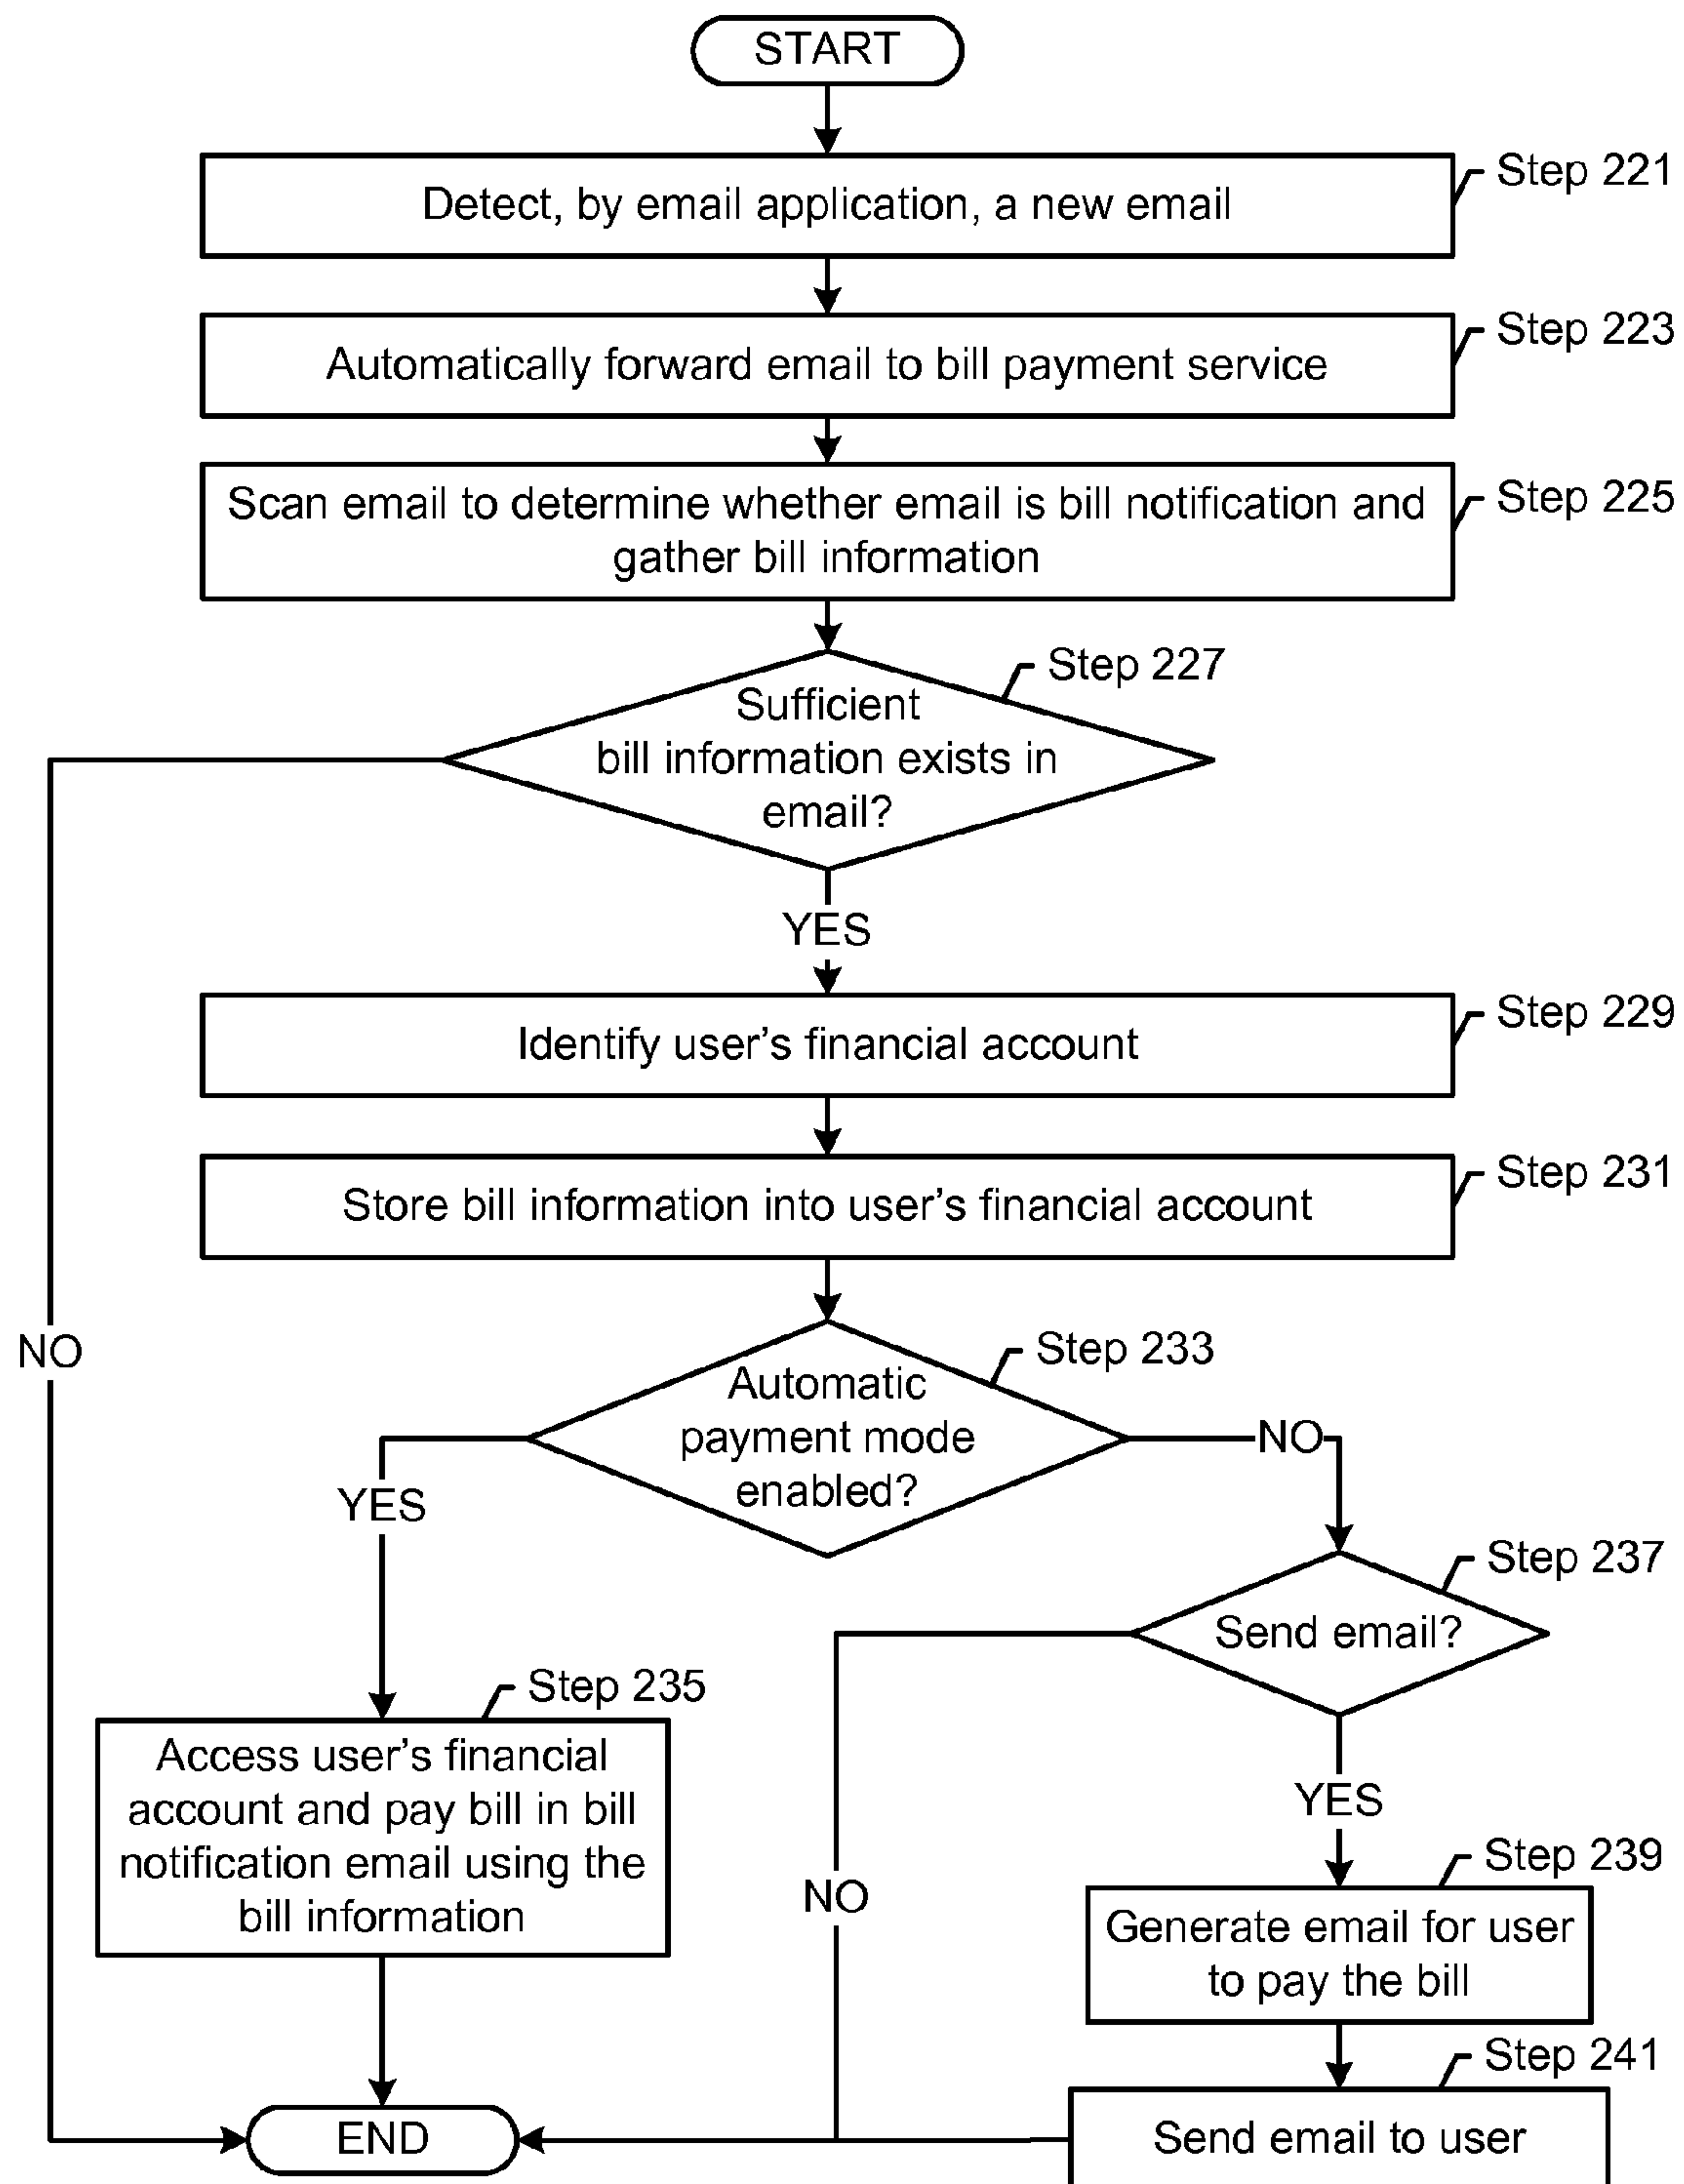 START
Step 221
Detect, by email application, a new email
Step 223
Automatically forward email to bill payment service
Step 225
Scan email to determine whether email is bill notification and
gather bill information
Step 227
Sufficient
bill information exists in
email?
YES
Step 229
Identify user’s financial account
Step 231
Store bill information into user’s financial account
NO
Step 233
Automatic
payment mode
enabled?
YES
NO
Step 237
Send email?
Step 235
Access user’s financial
account and pay bill in bill
notification email using the
bill information
YES
NO
Step 239
Generate email for user
to pay the bill
Step 241
Send email to user
END